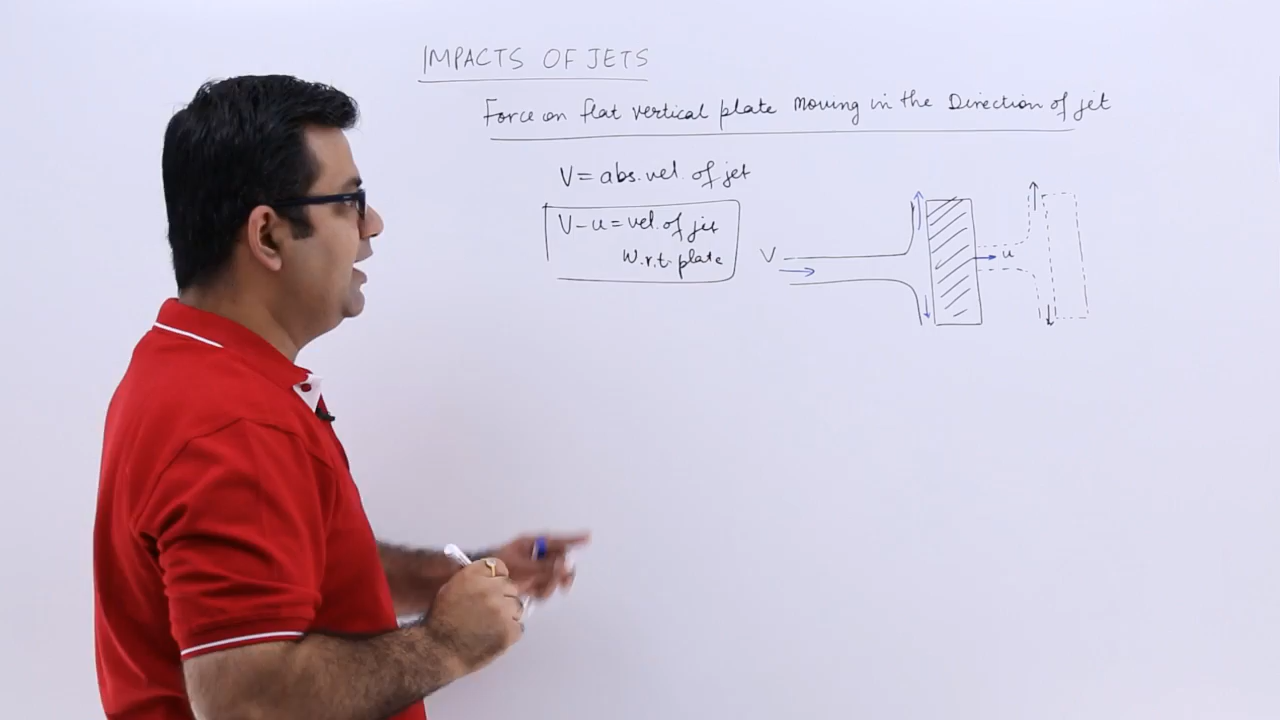 IMPACTS OF JETS
Force on flat vertical plate moving in the Direction of jet
V = abs. vel. of jet
V - u = vel. of jet
w.r.t. plate
V
u